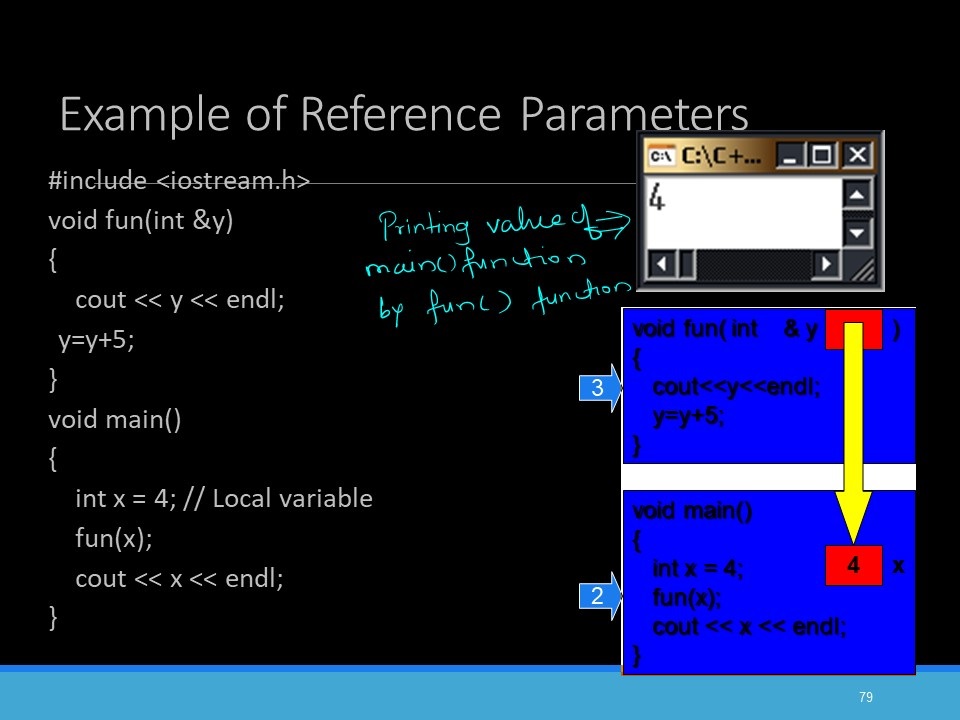 Example of Reference Parameters
#include <iostream.h>
void fun(int &y)
{
cout << y << endl;
y=y+5;
}
void main()
{
int x = 4; // Local variable
fun(x);
cout << x << endl;
}
Printing value of
main() function
by fun() function
C:\C+...
4
void fun( int & y )
{
cout<<y<<endl;
y=y+5;
}
3
void main()
{
int x = 4;
fun(x);
cout << x << endl;
}
4 x
2
79